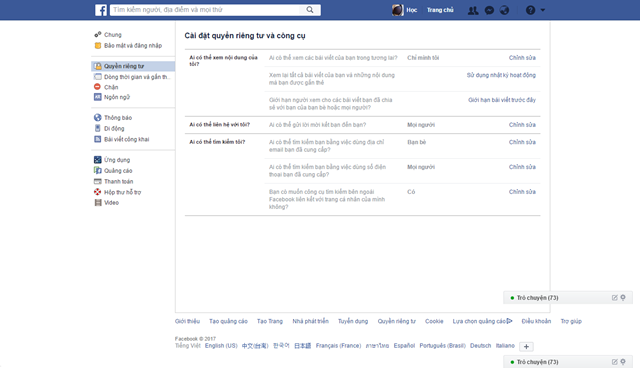 Tìm kiếm người, địa điểm và mọi thứ
Học
Trang chủ
Chung
Bảo mật và đăng nhập
Quyền riêng tư
Dòng thời gian và gắn th...
Chặn
Ngôn ngữ
Thông báo
Di động
Bài viết công khai
Ứng dụng
Quảng cáo
Thanh toán
Hộp thư hỗ trợ
Video
Cài đặt quyền riêng tư và công cụ
Ai có thể xem nội dung của tôi?
Ai có thể xem các bài viết của bạn trong tương lai?
Chỉ mình tôi
Chỉnh sửa
Xem lại tất cả bài viết của bạn và những nội dung
mà bạn được gắn thẻ
Sử dụng nhật ký hoạt động
Giới hạn người xem cho các bài viết bạn đã chia
sẻ với bạn của bạn bè hoặc mọi người?
Giới hạn bài viết trước đây
Ai có thể liên hệ với tôi?
Ai có thể gửi lời mời kết bạn đến bạn?
Mọi người
Chỉnh sửa
Ai có thể tìm kiếm tôi?
Ai có thể tìm kiếm bạn bằng việc dùng địa chỉ
email bạn đã cung cấp?
Bạn bè
Chỉnh sửa
Ai có thể tìm kiếm bạn bằng việc dùng số điện
thoại bạn đã cung cấp?
Mọi người
Chỉnh sửa
Bạn có muốn công cụ tìm kiếm bên ngoài
Facebook liên kết với trang cá nhân của mình
không?
Có
Chỉnh sửa
Trò chuyện (73)
Giới thiệu Tạo quảng cáo Tạo Trang Nhà phát triển Tuyển dụng Quyền riêng tư Cookie Lựa chọn quảng cáo Điều khoản Trợ giúp
Facebook © 2017
Tiếng Việt English (US) 中文(台灣) 한국어 日本語 Français (France) ภาษาไทย Español Português (Brasil) Deutsch Italiano
Trò chuyện (73)